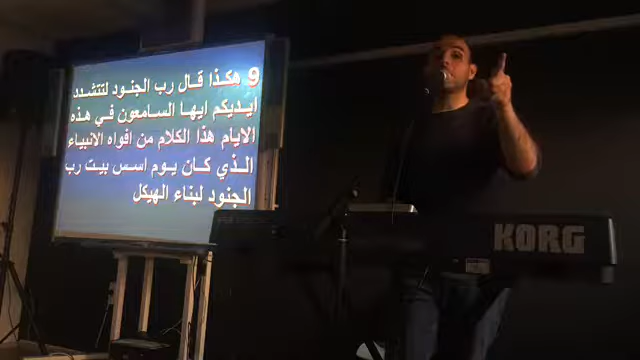 9 هكذا قال رب الجنود لتتشدد
ايديكم ايها السامعون في هذه
الايام هذا الكلام من افواه الانبياء
الذي كان يوم اسس بيت رب
الجنود لبناء الهيكل
KORG